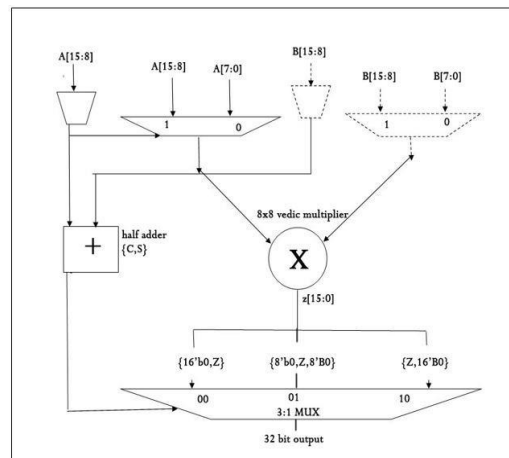 A[15:8]
A[15:8]
A[7:0]
B[15:8]
B[15:8]
B[7:0]
1
0
1
0
8x8 vedic multiplier
+
half adder
{C,S}
X
z[15:0]
{16'b0,Z}
{8'b0,Z,8'B0}
{Z,16'B0}
00
01
10
3:1 MUX
32 bit output